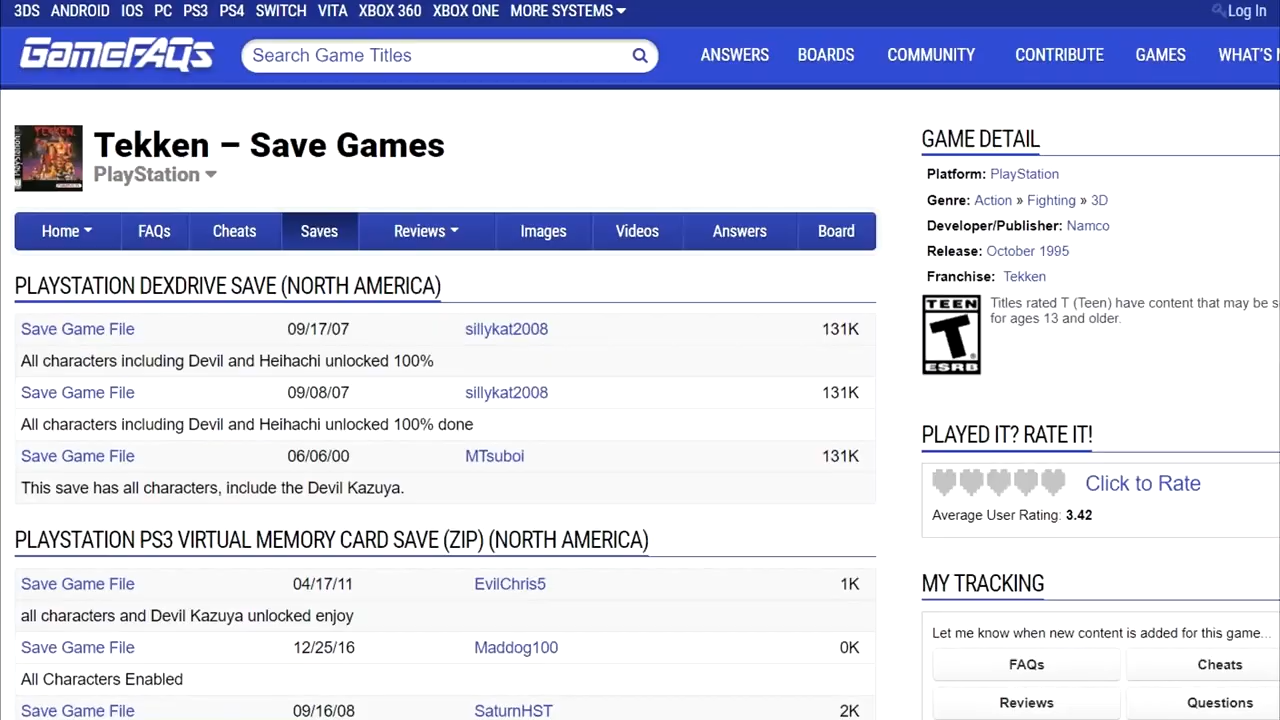 3DS ANDROID IOS PC PS3 PS4 SWITCH VITA XBOX 360 XBOX ONE MORE SYSTEMS Log In
GameFAQs Search Game Titles ANSWERS BOARDS COMMUNITY CONTRIBUTE GAMES WHAT'S
Tekken – Save Games
PlayStation
Home FAQs Cheats Saves Reviews Images Videos Answers Board
PLAYSTATION DEXDRIVE SAVE (NORTH AMERICA)
Save Game File 09/17/07 sillykat2008 131K
All characters including Devil and Heihachi unlocked 100%
Save Game File 09/08/07 sillykat2008 131K
All characters including Devil and Heihachi unlocked 100% done
Save Game File 06/06/00 MTsuboi 131K
This save has all characters, include the Devil Kazuya.
PLAYSTATION PS3 VIRTUAL MEMORY CARD SAVE (ZIP) (NORTH AMERICA)
Save Game File 04/17/11 EvilChris5 1K
all characters and Devil Kazuya unlocked enjoy
Save Game File 12/25/16 Maddog100 0K
All Characters Enabled
Save Game File 09/16/08 SaturnHST 2K
GAME DETAIL
Platform: PlayStation
Genre: Action » Fighting » 3D
Developer/Publisher: Namco
Release: October 1995
Franchise: Tekken
TEEN
T
ESRB
Titles rated T (Teen) have content that may be s
for ages 13 and older.
PLAYED IT? RATE IT!
Click to Rate
Average User Rating: 3.42
MY TRACKING
Let me know when new content is added for this game...
FAQs Cheats
Reviews Questions